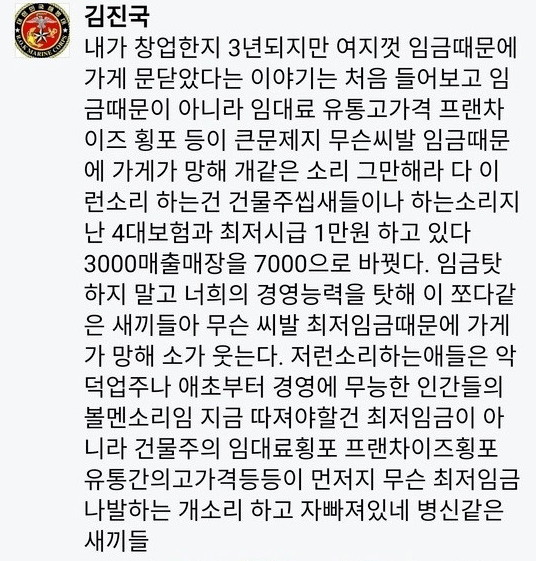 김진국
내가 창업한지 3년되지만 여지껏 임금때문에
가게 문닫았다는 이야기는 처음 들어보고 임
금때문이 아니라 임대료 유통고가격 프랜차
이즈 횡포 등이 큰문제지 무슨씨발 임금때문
에 가게가 망해 개같은 소리 그만해라 다 이
런소리 하는건 건물주씹새들이나 하는소리지
난 4대보험과 최저시급 1만원 하고 있다
3000매출매장을 7000으로 바꿧다. 임금탓
하지 말고 너희의 경영능력을 탓해 이 쪼다같
은 새끼들아 무슨 씨발 최저임금때문에 가게
가 망해 소가 웃는다. 저런소리하는애들은 악
덕업주나 애초부터 경영에 무능한 인간들의
볼멘소리임 지금 따져야할건 최저임금이 아
니라 건물주의 임대료횡포 프랜차이즈횡포
유통간의고가격등등이 먼저지 무슨 최저임금
나발하는 개소리 하고 자빠져있네 병신같은
새끼들